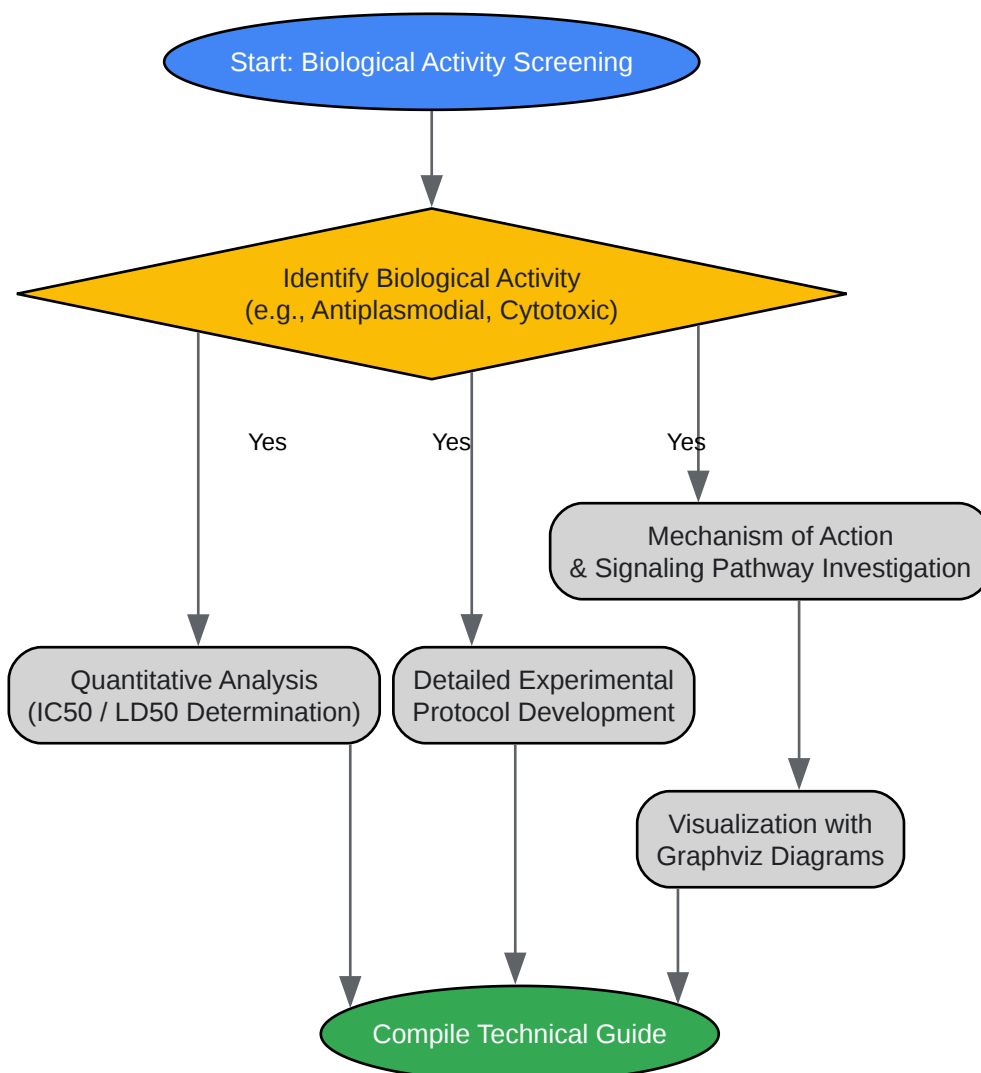 Start: Biological Activity Screening
Identify Biological Activity
(e.g., Antiplasmodial, Cytotoxic)
Yes
Yes
Yes
Mechanism of Action
& Signaling Pathway Investigation
Quantitative Analysis
(IC50 / LD50 Determination)
Detailed Experimental
Protocol Development
Visualization with
Graphviz Diagrams
Compile Technical Guide